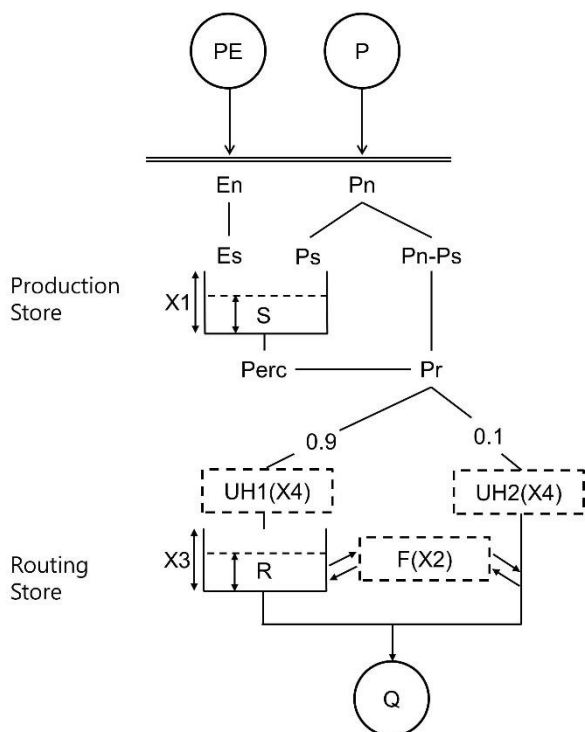 PE P
En Pn
Es Ps Pn-Ps
Production
Store
X1
S
Perc Pr
0.9 0.1
UH1(X4) UH2(X4)
Routing
Store
X3
R
F(X2)
Q